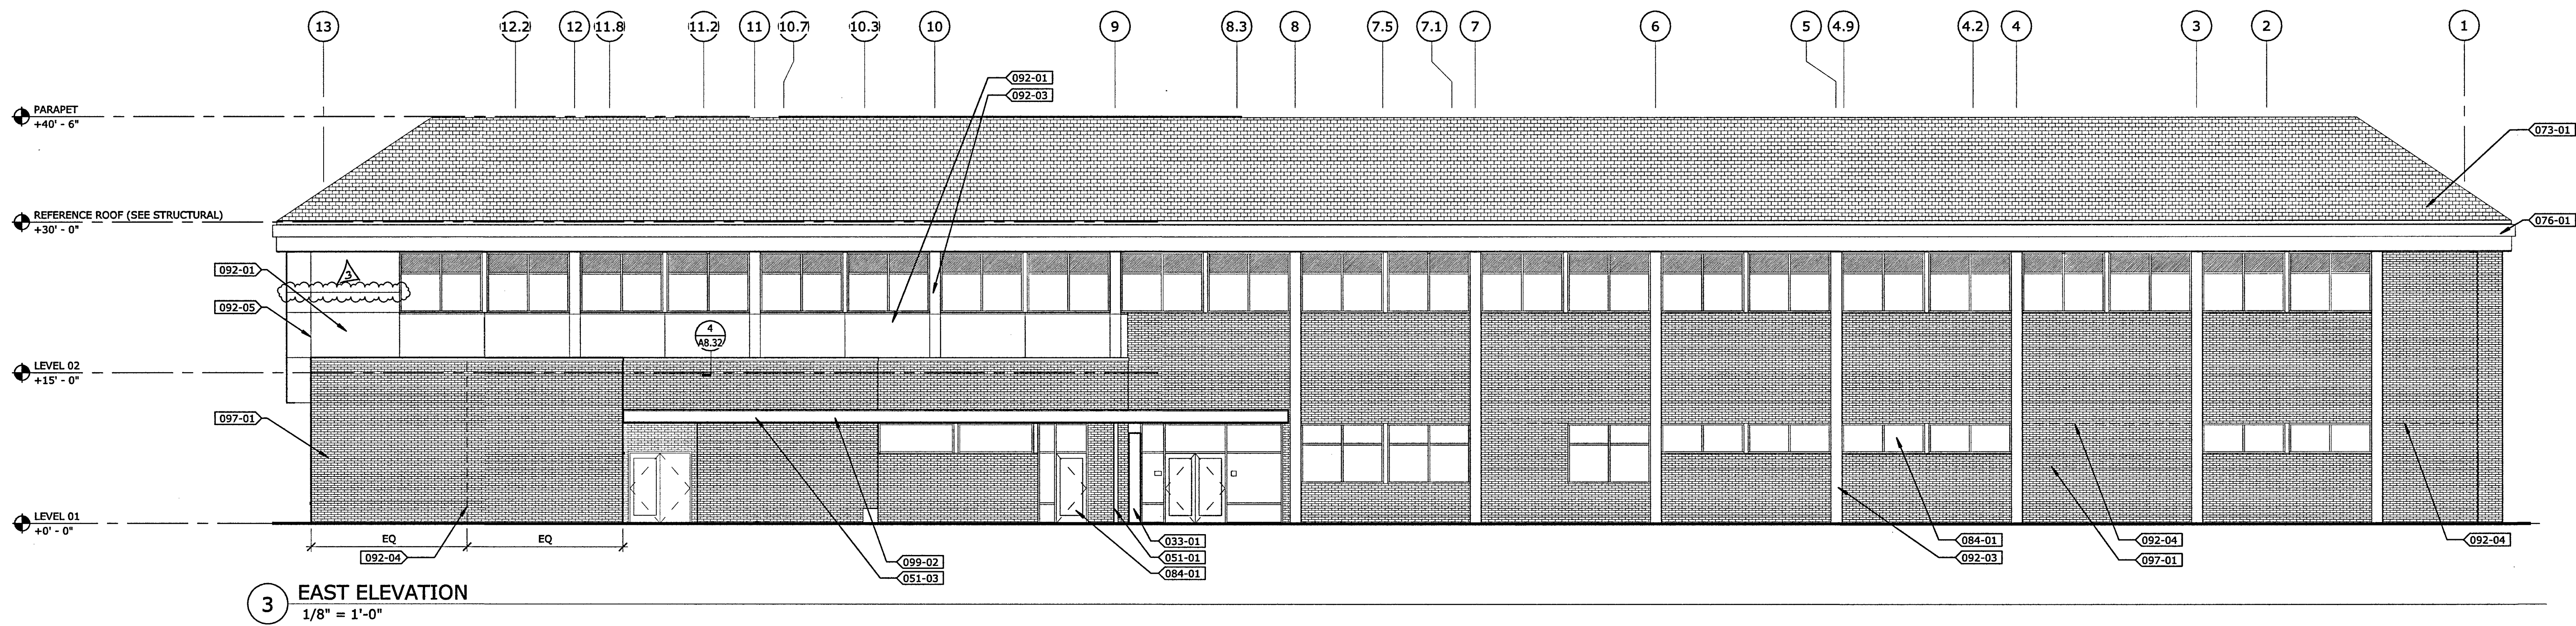 13 12.2 12 11.8 11.2 11 10.7 10.3 10 9 8.3 8 7.5 7.1 7 6 5 4.9 4.2 4 3 2 1
092-01
092-03
PARAPET
+40' - 6"
073-01
REFERENCE ROOF (SEE STRUCTURAL)
+30' - 0"
076-01
092-01
3
092-05
4
A8.32
LEVEL 02
+15' - 0"
097-01
LEVEL 01
+0' - 0"
EQ EQ
092-04
099-02
051-03
033-01
051-01
084-01
084-01
092-03
092-04
097-01
092-04
3 EAST ELEVATION
1/8" = 1'-0"